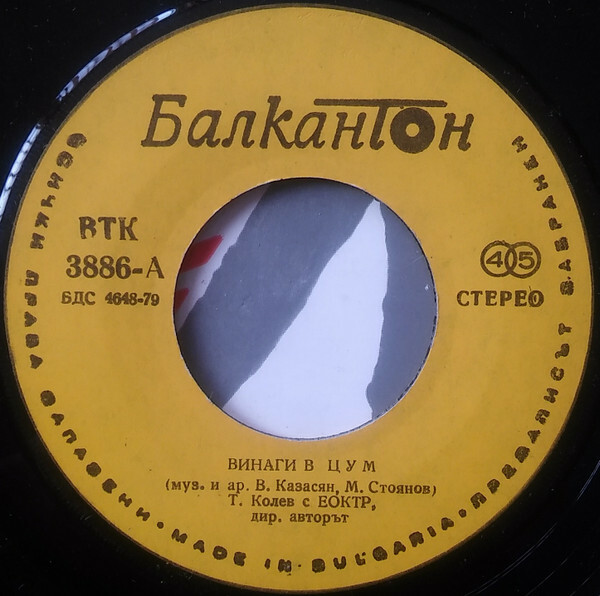 Балкантон
ВТК
3886-А
БДС 4648-79
45
СТЕРЕО
ВИНАГИ В ЦУМ
(муз. и ар. В. Казасян, М. Стоянов)
Т. Колев с ЕОКТР,
дир. авторът
ВСИЧКИ ПРАВА ЗАПАЗЕНИ • MADE IN BULGARIA • ПРЕЗАПИСЪТ ЗАБРАНЕН